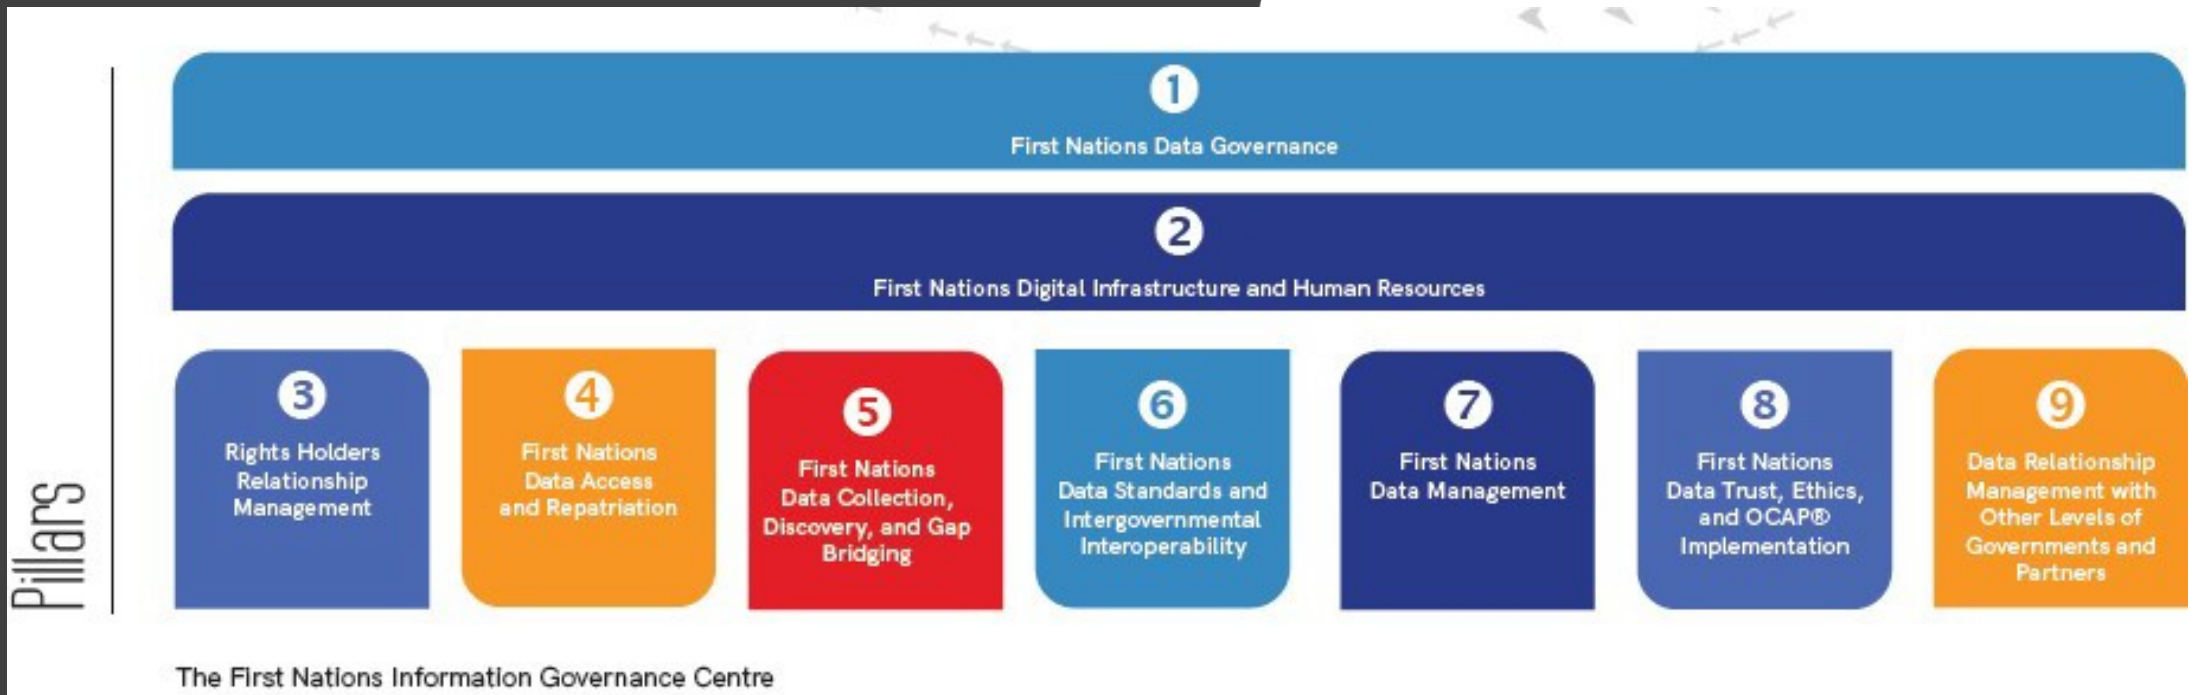 Pillars
1
First Nations Data Governance
2
First Nations Digital Infrastructure and Human Resources
3
Rights Holders
Relationship
Management
4
First Nations
Data Access
and Repatriation
5
First Nations
Data Collection,
Discovery, and Gap
Bridging
6
First Nations
Data Standards and
Intergovernmental
Interoperability
7
First Nations
Data Management
8
First Nations
Data Trust, Ethics,
and OCAP®
Implementation
9
Data Relationship
Management with
Other Levels of
Governments and
Partners
The First Nations Information Governance Centre